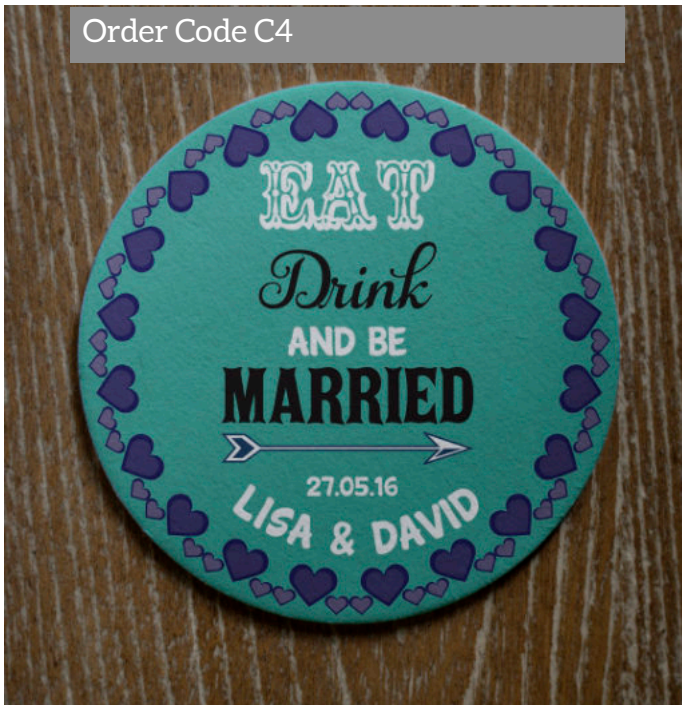 Order Code C4
EAT
Drink
AND BE
MARRIED
27.05.16
LISA & DAVID